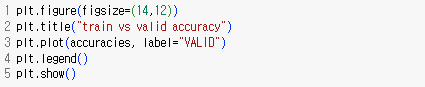 1 plt.figure(figsize=(14,12))
2 plt.title("train vs valid accuracy")
3 plt.plot(accuracies, label="VALID")
4 plt.legend()
5 plt.show()